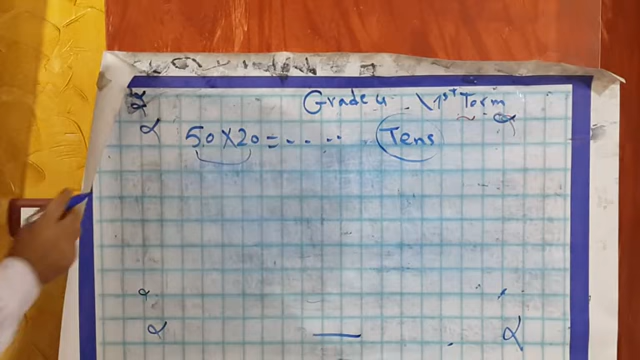 Grade 4 \ 1st Term
50 × 20 = . . . . . . Tens